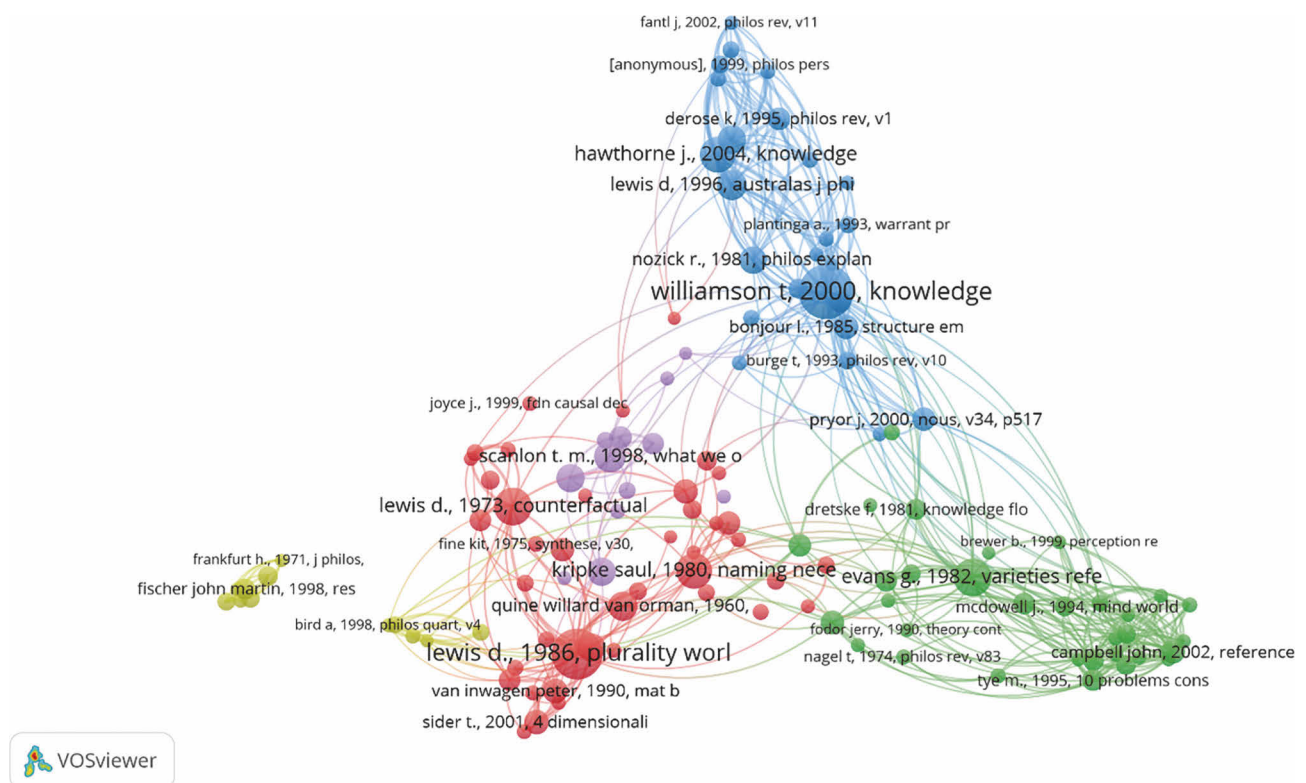 fantl j, 2002, philos rev, v11
[anonymous], 1999, philos pers
derose k, 1995, philos rev, v1
hawthorne j., 2004, knowledge
lewis d, 1996, australas j phi
plantinga a., 1993, warrant pr
nozick r., 1981, philos explan
williamson t, 2000, knowledge
bonjour l., 1985, structure em
burge t, 1993, philos rev, v10
joyce j., 1999, fdn causal dec
pryor j, 2000, nous, v34, p517
scanlon t. m., 1998, what we o
lewis d., 1973, counterfactual
dretske f, 1981, knowledge flo
fine kit, 1975, synthese, v30,
brewer b., 1999, perception re
frankfurt h., 1971, j philos,
kripke saul, 1980, naming nece
evans g., 1982, varieties refe
fischer john martin, 1998, res
quine willard van orman, 1960,
mcdowell j., 1994, mind world
bird a, 1998, philos quart, v4
fodor jerry, 1990, theory cont
lewis d., 1986, plurality worl
nagel t, 1974, philos rev, v83
campbell john, 2002, reference
van inwagen peter, 1990, mat b
tye m., 1995, 10 problems cons
sider t., 2001, 4 dimensionali
VOSviewer